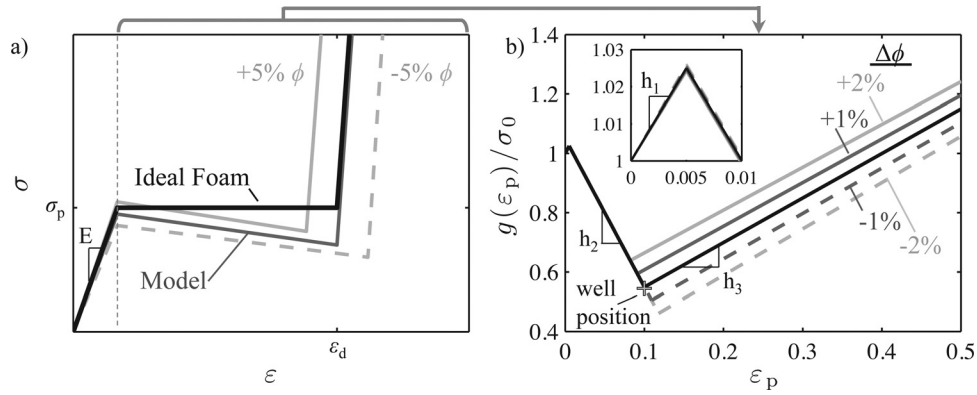 a)
+5% ϕ
-5% ϕ
Ideal Foam
σ
σp
E
Model
εd
ε
b)
1.4
1.2
1
0.8
0.6
0.4
g(εp)/σ0
1.03
1.02
1.01
1
h1
0
0.005
0.01
Δϕ
+2%
+1%
-1%
-2%
h2
h3
well
position
0
0.1
0.2
0.3
0.4
0.5
εp